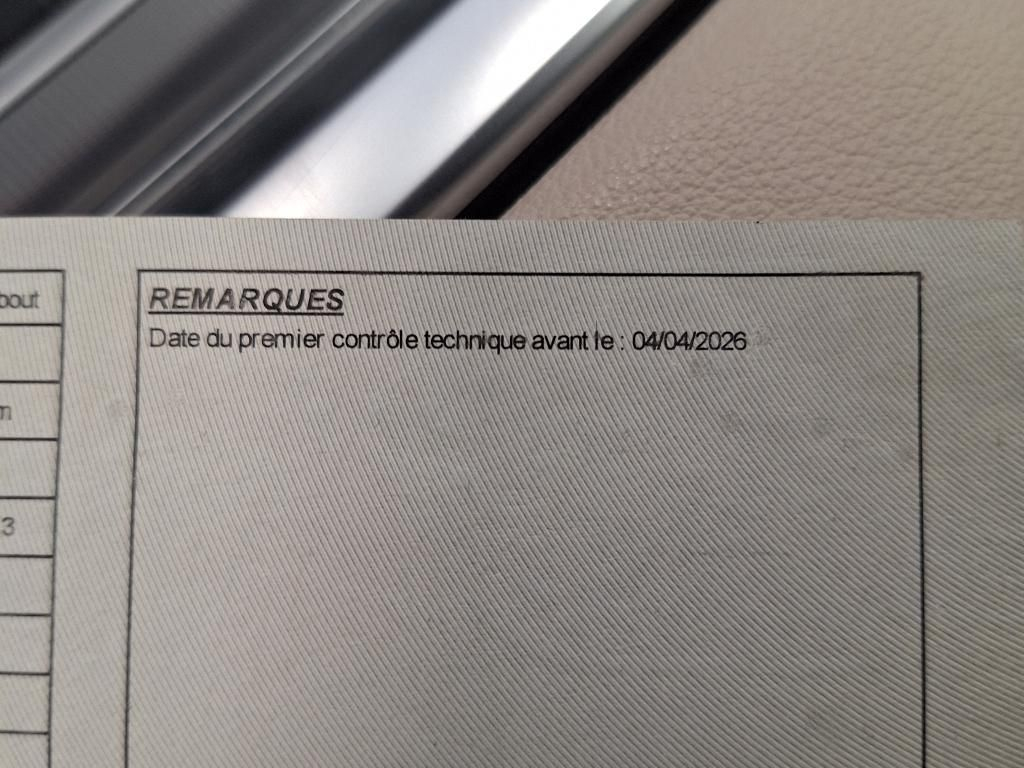 REMARQUES
Date du premier contrôle technique avant le : 04/04/2026
bout
m
3